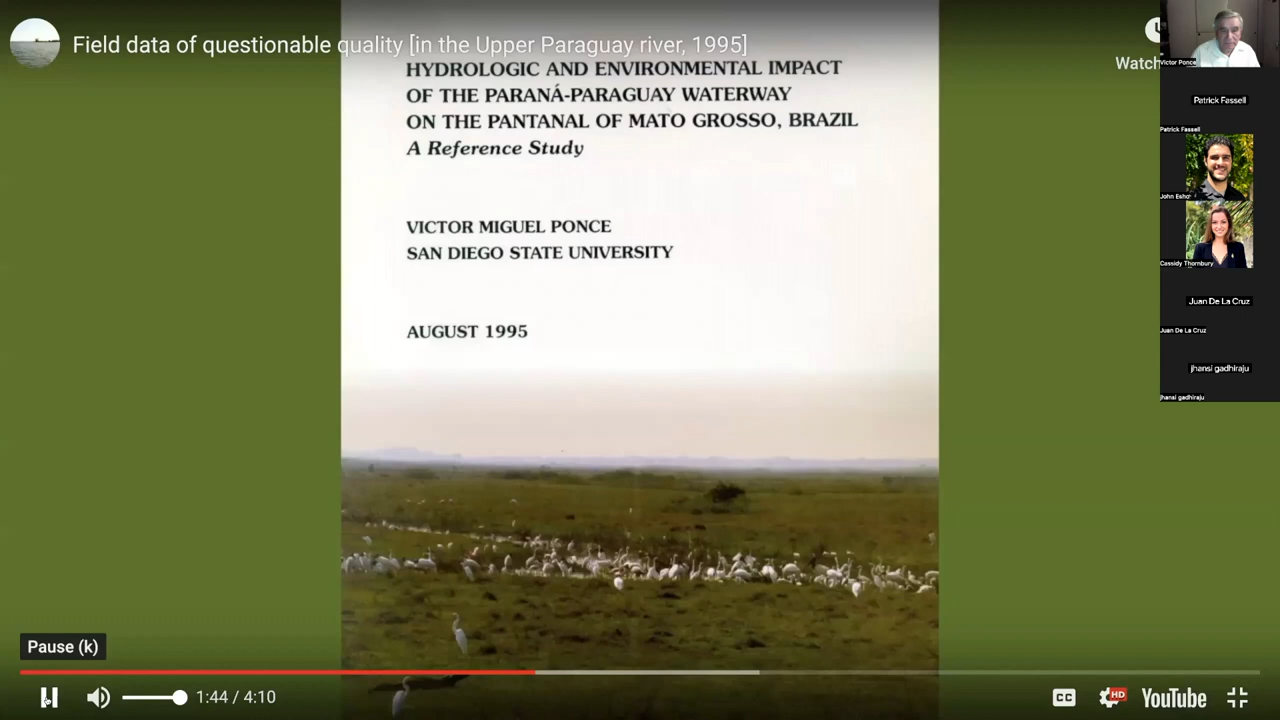 Field data of questionable quality [in the Upper Paraguay river, 1995]
Watch
HYDROLOGIC AND ENVIRONMENTAL IMPACT
OF THE PARANÁ-PARAGUAY WATERWAY
ON THE PANTANAL OF MATO GROSSO, BRAZIL
A Reference Study
VICTOR MIGUEL PONCE
SAN DIEGO STATE UNIVERSITY
AUGUST 1995
Victor Ponce
Patrick Fassell
Patrick Fassell
John Esho
Cassidy Thornbury
Juan De La Cruz
Juan De La Cruz
jhansi gadhiraju
jhansi gadhiraju
Pause (k)
1:44 / 4:10
CC
HD
YouTube